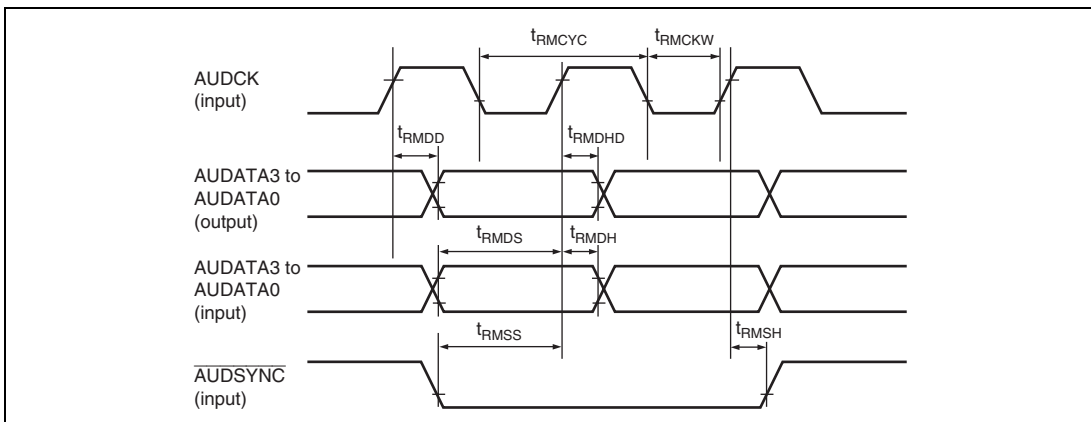 tRMCYC tRMCKW
AUDCK
(input)
tRMDD tRMDHD
AUDATA3 to
AUDATA0
(output)
tRMDS tRMDH
AUDATA3 to
AUDATA0
(input)
tRMSS tRMSH
AUDSYNC
(input)